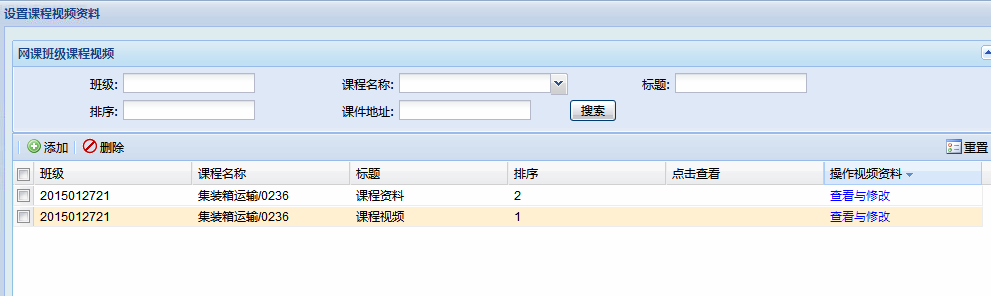 设置课程视频资料
网课班级课程视频
班级: 课程名称: 标题:
排序: 课件地址: 搜索
添加 删除 重置
班级 课程名称 标题 排序 点击查看 操作视频资料
2015012721 集装箱运输/0236 课程资料 2 查看与修改
2015012721 集装箱运输/0236 课程视频 1 查看与修改